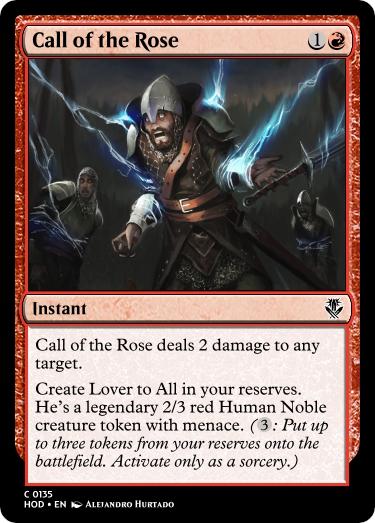 Call of the Rose 1
Instant
Call of the Rose deals 2 damage to any
target.
Create Lover to All in your reserves.
He's a legendary 2/3 red Human Noble
creature token with menace. (3: Put up
to three tokens from your reserves onto the
battlefield. Activate only as a sorcery.)
C 0135
HOD • EN Alejandro Hurtado